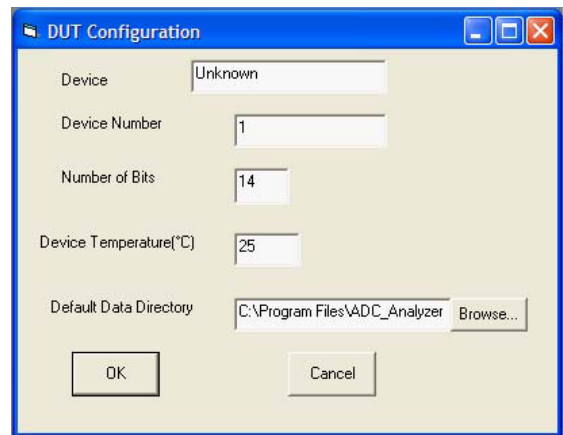 DUT Configuration
Device Unknown
Device Number 1
Number of Bits 14
Device Temperature(°C) 25
Default Data Directory C:\Program Files\ADC_Analyzer Browse...
OK Cancel